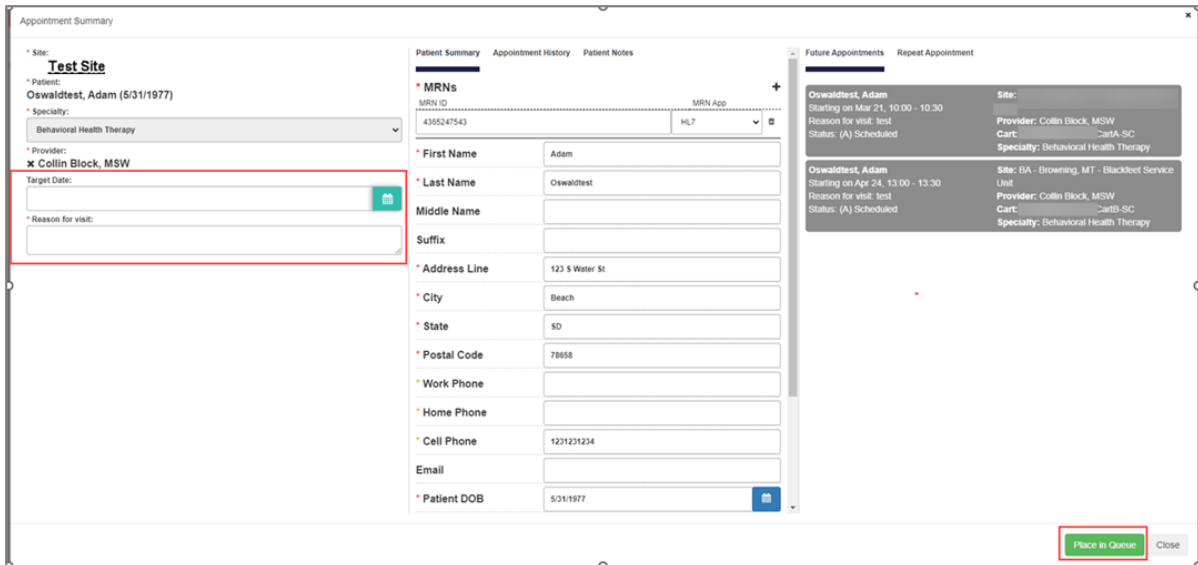 Appointment Summary
×
* Site:
Test Site
* Patient:
Oswaldtest, Adam (5/31/1977)
* Specialty:
Behavioral Health Therapy
* Provider:
× Collin Block, MSW
Target Date:
* Reason for visit:
Patient Summary Appointment History Patient Notes
* MRNs +
MRN ID MRN App
4365247543 HL7
* First Name Adam
* Last Name Oswaldtest
Middle Name
Suffix
* Address Line 123 S Water St
* City Beach
* State SD
* Postal Code 78658
* Work Phone
* Home Phone
* Cell Phone 1231231234
Email
* Patient DOB 5/31/1977
Future Appointments Repeat Appointment
Oswaldtest, Adam Site:
Starting on Mar 21, 10:00 - 10:30
Reason for visit: test Provider: Collin Block, MSW
Status: (A) Scheduled Cart: CartA-SC
Specialty: Behavioral Health Therapy
Oswaldtest, Adam Site: BA - Browning, MT - Blackfeet Service
Starting on Apr 24, 13:00 - 13:30 Unit
Reason for visit: test Provider: Collin Block, MSW
Status: (A) Scheduled Cart: CartB-SC
Specialty: Behavioral Health Therapy
Place in Queue Close